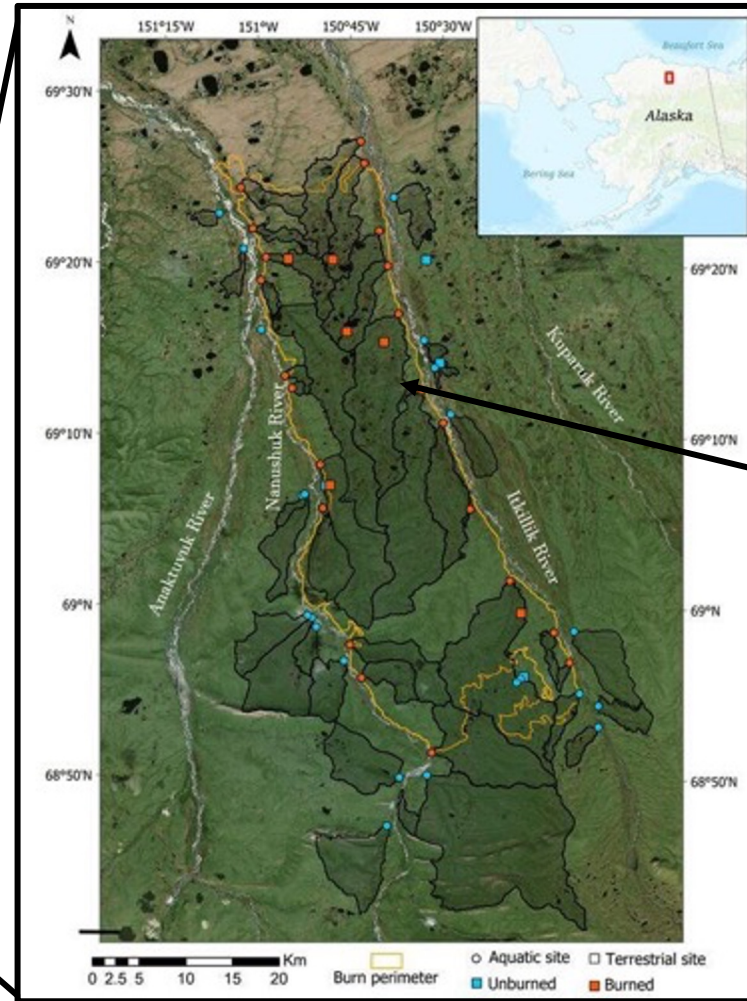 N
151°15'W 151°W 150°45'W 150°30'W
Beaufort Sea
Alaska
Bering Sea
69°30'N
69°20'N
69°20'N
Kuparuk River
69°10'N
69°10'N
Nanushuk River
Anaktuvuk River
Itkillik River
69°N
69°N
68°50'N
68°50'N
Km
0 2.5 5 10 15 20
Burn perimeter
Aquatic site
Terrestrial site
Unburned
Burned